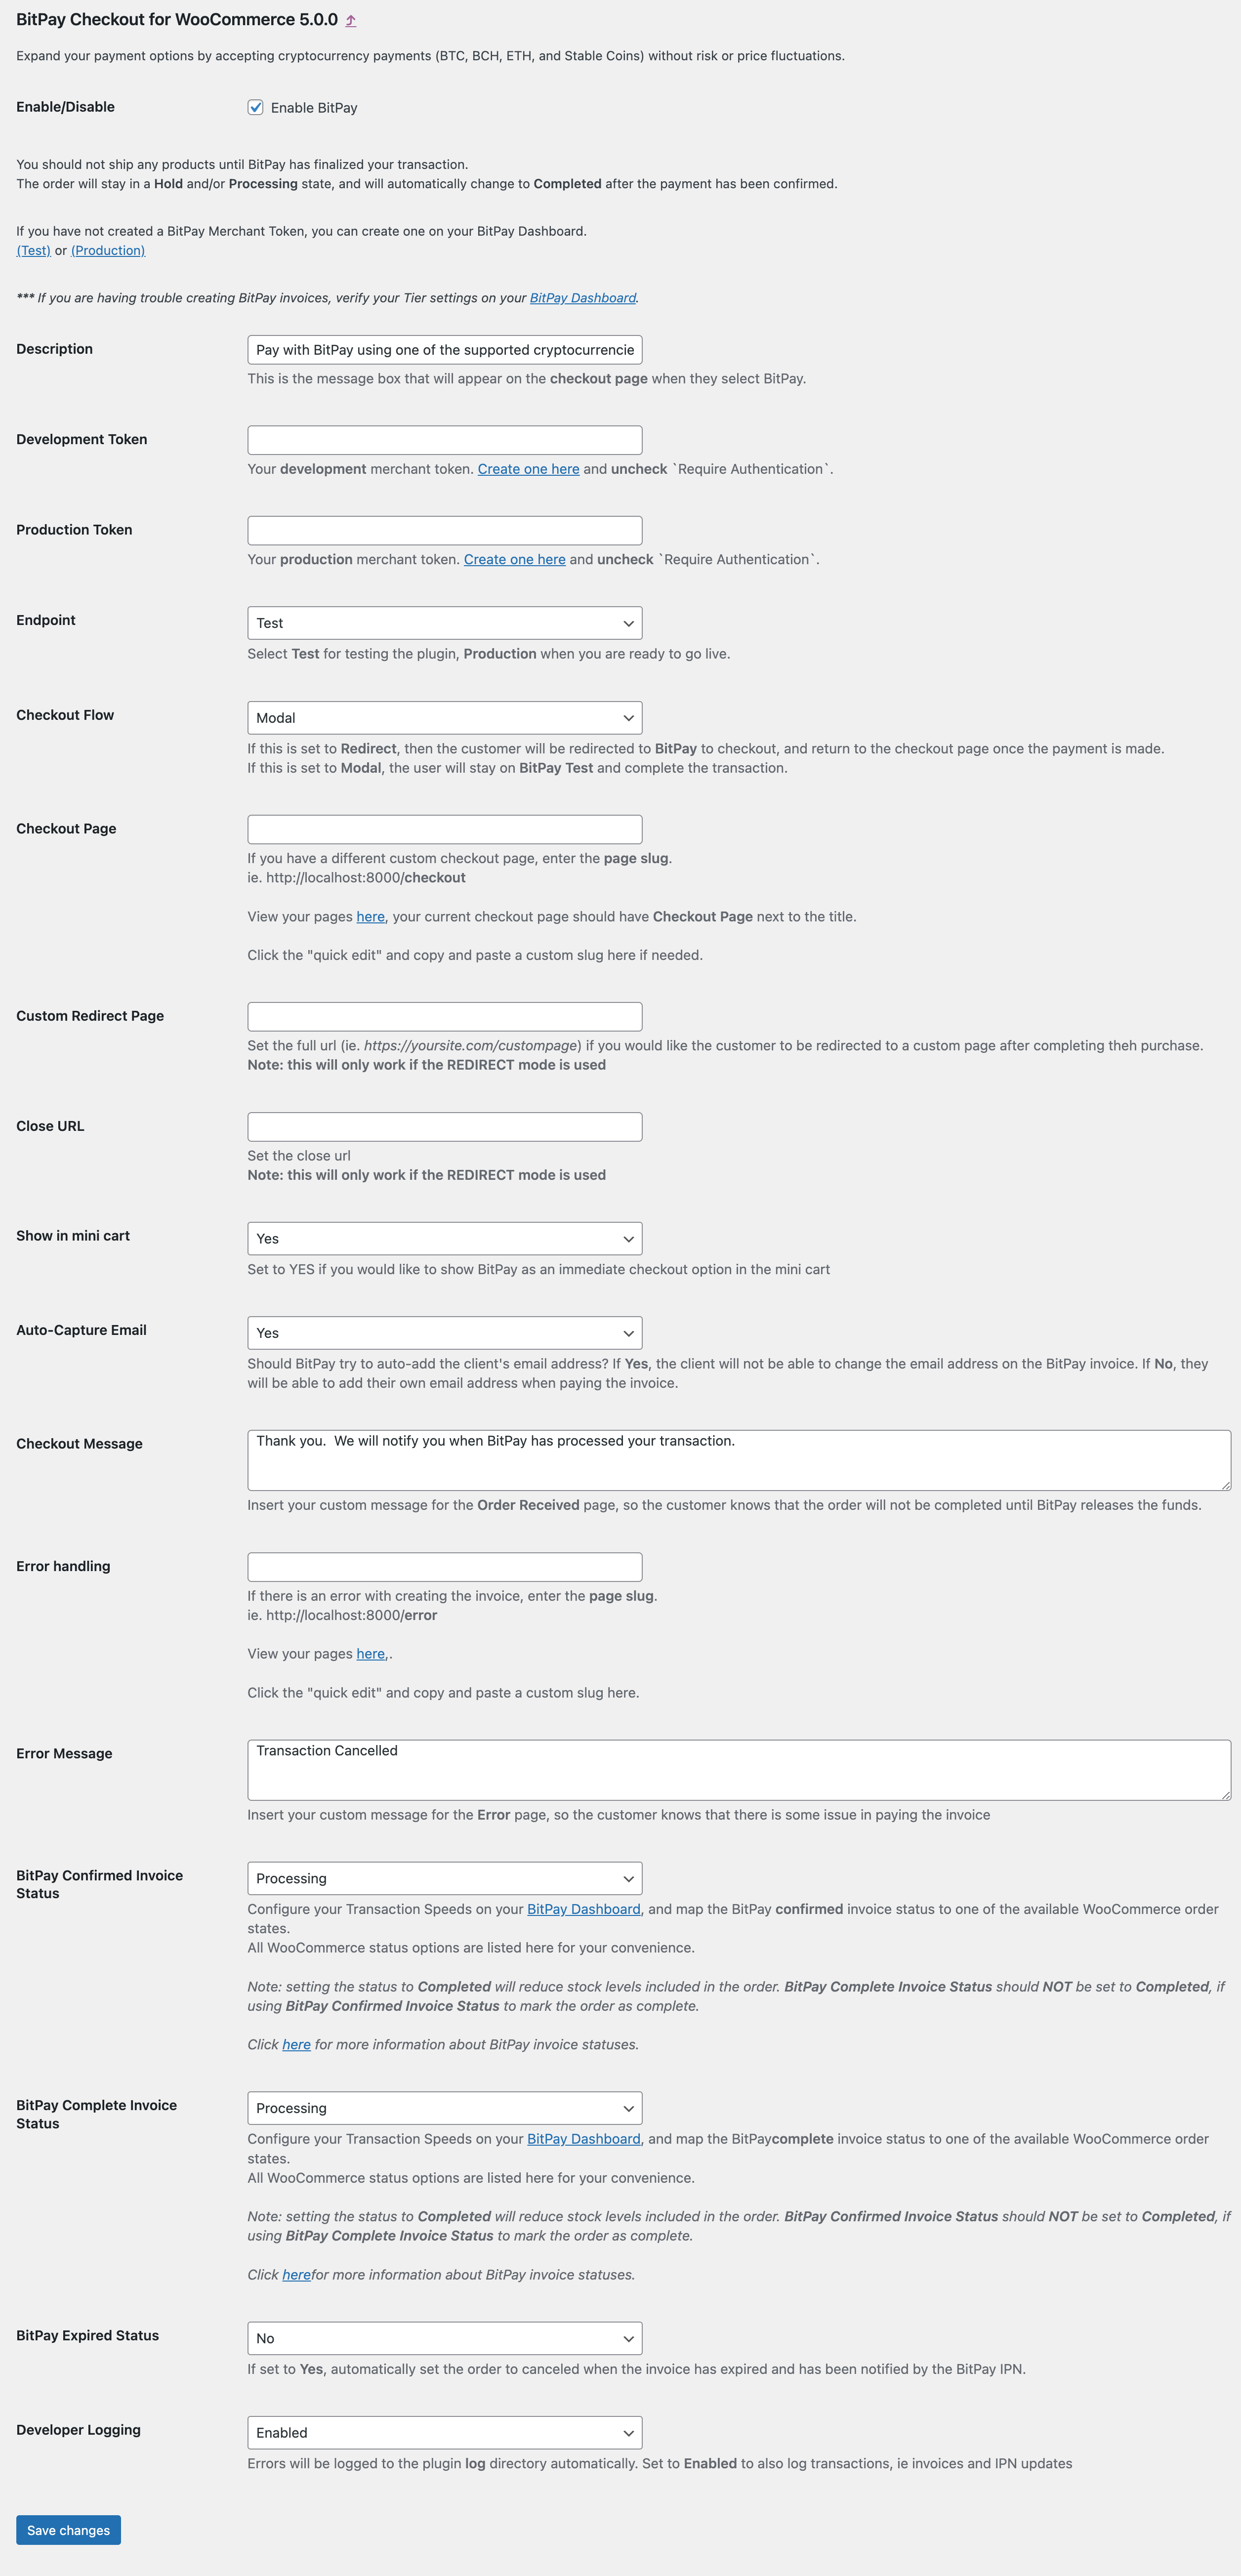 BitPay Checkout for WooCommerce 5.0.0 ⤴
Expand your payment options by accepting cryptocurrency payments (BTC, BCH, ETH, and Stable Coins) without risk or price fluctuations.
Enable/Disable
Enable BitPay
You should not ship any products until BitPay has finalized your transaction.
The order will stay in a Hold and/or Processing state, and will automatically change to Completed after the payment has been confirmed.
If you have not created a BitPay Merchant Token, you can create one on your BitPay Dashboard.
(Test) or (Production)
*** If you are having trouble creating BitPay invoices, verify your Tier settings on your BitPay Dashboard.
Description
Pay with BitPay using one of the supported cryptocurrencie
This is the message box that will appear on the checkout page when they select BitPay.
Development Token
Your development merchant token. Create one here and uncheck `Require Authentication`.
Production Token
Your production merchant token. Create one here and uncheck `Require Authentication`.
Endpoint
Test
Select Test for testing the plugin, Production when you are ready to go live.
Checkout Flow
Modal
If this is set to Redirect, then the customer will be redirected to BitPay to checkout, and return to the checkout page once the payment is made.
If this is set to Modal, the user will stay on BitPay Test and complete the transaction.
Checkout Page
If you have a different custom checkout page, enter the page slug.
ie. http://localhost:8000/checkout
View your pages here, your current checkout page should have Checkout Page next to the title.
Click the "quick edit" and copy and paste a custom slug here if needed.
Custom Redirect Page
Set the full url (ie. https://yoursite.com/custompage) if you would like the customer to be redirected to a custom page after completing theh purchase.
Note: this will only work if the REDIRECT mode is used
Close URL
Set the close url
Note: this will only work if the REDIRECT mode is used
Show in mini cart
Yes
Set to YES if you would like to show BitPay as an immediate checkout option in the mini cart
Auto-Capture Email
Yes
Should BitPay try to auto-add the client's email address? If Yes, the client will not be able to change the email address on the BitPay invoice. If No, they
will be able to add their own email address when paying the invoice.
Checkout Message
Thank you.  We will notify you when BitPay has processed your transaction.
Insert your custom message for the Order Received page, so the customer knows that the order will not be completed until BitPay releases the funds.
Error handling
If there is an error with creating the invoice, enter the page slug.
ie. http://localhost:8000/error
View your pages here,.
Click the "quick edit" and copy and paste a custom slug here.
Error Message
Transaction Cancelled
Insert your custom message for the Error page, so the customer knows that there is some issue in paying the invoice
BitPay Confirmed Invoice
Status
Processing
Configure your Transaction Speeds on your BitPay Dashboard, and map the BitPay confirmed invoice status to one of the available WooCommerce order
states.
All WooCommerce status options are listed here for your convenience.
Note: setting the status to Completed will reduce stock levels included in the order. BitPay Complete Invoice Status should NOT be set to Completed, if
using BitPay Confirmed Invoice Status to mark the order as complete.
Click here for more information about BitPay invoice statuses.
BitPay Complete Invoice
Status
Processing
Configure your Transaction Speeds on your BitPay Dashboard, and map the BitPaycomplete invoice status to one of the available WooCommerce order
states.
All WooCommerce status options are listed here for your convenience.
Note: setting the status to Completed will reduce stock levels included in the order. BitPay Confirmed Invoice Status should NOT be set to Completed, if
using BitPay Complete Invoice Status to mark the order as complete.
Click herefor more information about BitPay invoice statuses.
BitPay Expired Status
No
If set to Yes, automatically set the order to canceled when the invoice has expired and has been notified by the BitPay IPN.
Developer Logging
Enabled
Errors will be logged to the plugin log directory automatically. Set to Enabled to also log transactions, ie invoices and IPN updates
Save changes